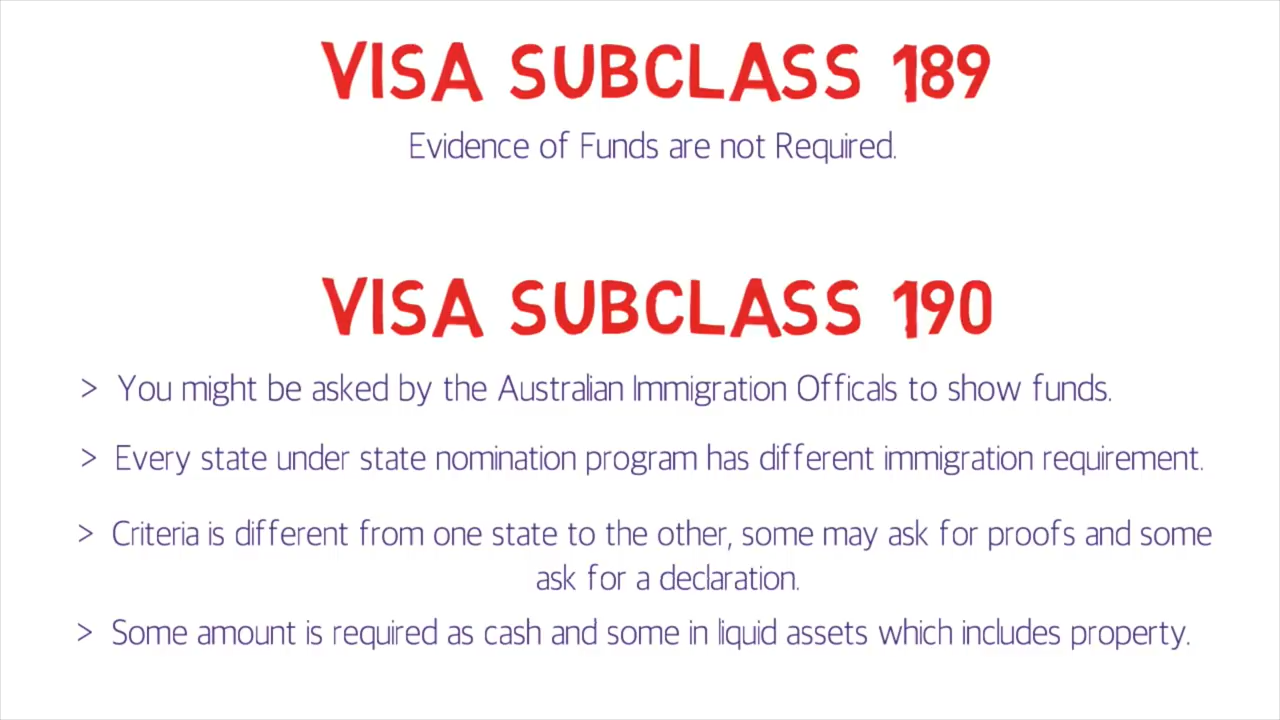 VISA SUBCLASS 189
Evidence of Funds are not Required.
VISA SUBCLASS 190
> You might be asked by the Australian Immigration Officals to show funds.
> Every state under state nomination program has different immigration requirement.
> Criteria is different from one state to the other, some may ask for proofs and some
ask for a declaration.
> Some amount is required as cash and some in liquid assets which includes property.